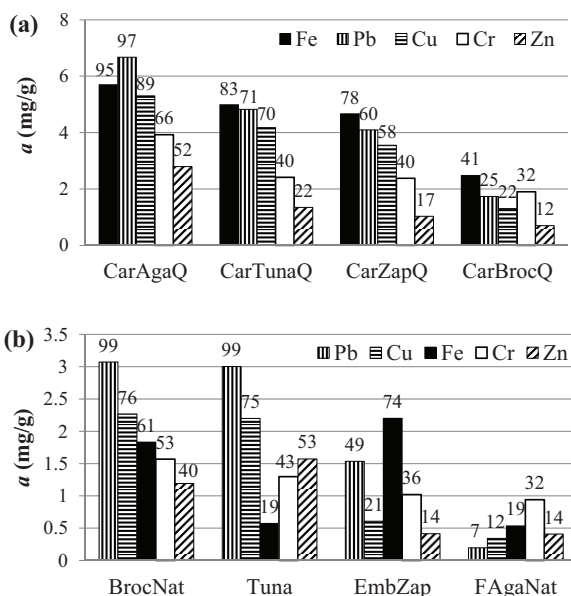 (a)
8
6
4
2
0
a (mg/g)
Fe Pb Cu Cr Zn
95 97 89 66 52
83 71 70 40 22
78 60 58 40 17
41 25 22 32 12
CarAgaQ CarTunaQ CarZapQ CarBrocQ
(b)
3.5
3
2.5
2
1.5
1
0.5
0
a (mg/g)
Pb Cu Fe Cr Zn
99 76 61 53 40
99 75 19 43 53
49 21 74 36 14
7 12 19 32 14
BrocNat Tuna EmbZap FAgaNat